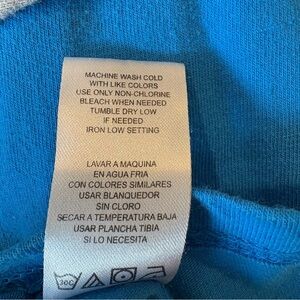 MACHINE WASH COLD
WITH LIKE COLORS
USE ONLY NON-CHLORINE
BLEACH WHEN NEEDED
TUMBLE DRY LOW
IF NEEDED
IRON LOW SETTING
LAVAR A MAQUINA
EN AGUA FRIA
CON COLORES SIMILARES
USAR BLANQUEDOR
SIN CLORO
SECAR A TEMPERATURA BAJA
USAR PLANCHA TIBIA
SI LO NECESITA
30C